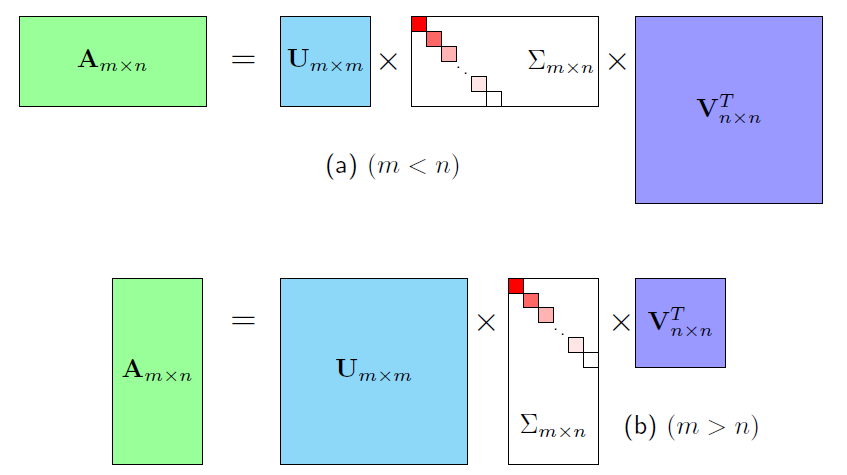 A_{m×n} = U_{m×m} × Σ_{m×n} × V^T_{n×n}
(a) (m < n)
A_{m×n} = U_{m×m} × Σ_{m×n} × V^T_{n×n}
(b) (m > n)